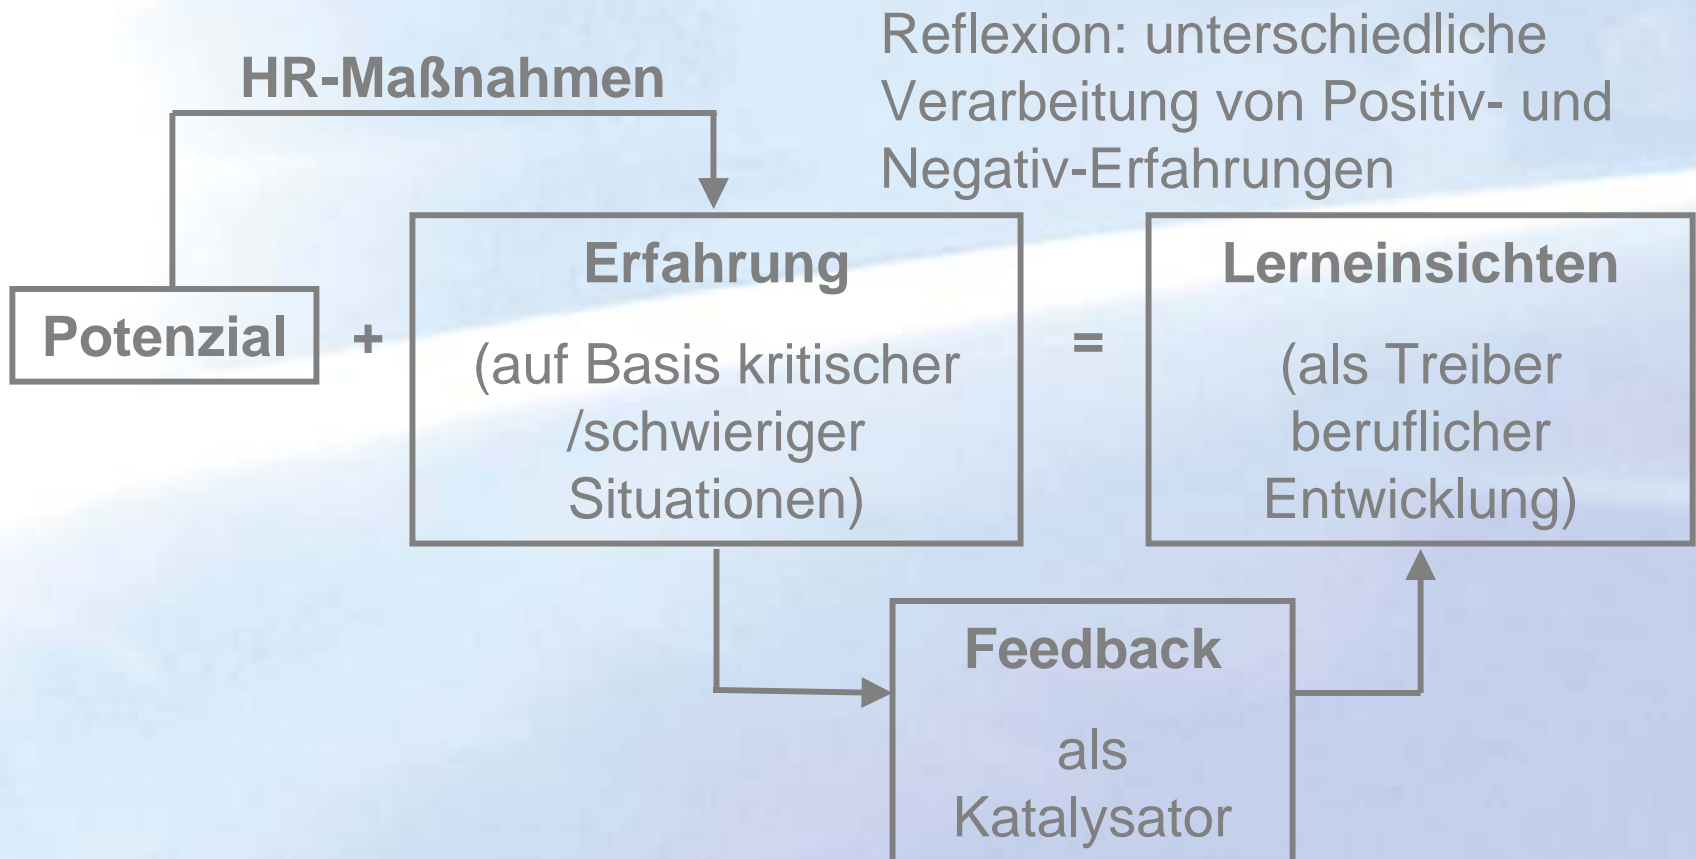 HR-Maßnahmen
Reflexion: unterschiedliche
Verarbeitung von Positiv- und
Negativ-Erfahrungen
Potenzial
+
Erfahrung
(auf Basis kritischer
/schwieriger
Situationen)
=
Lerneinsichten
(als Treiber
beruflicher
Entwicklung)
Feedback
als
Katalysator